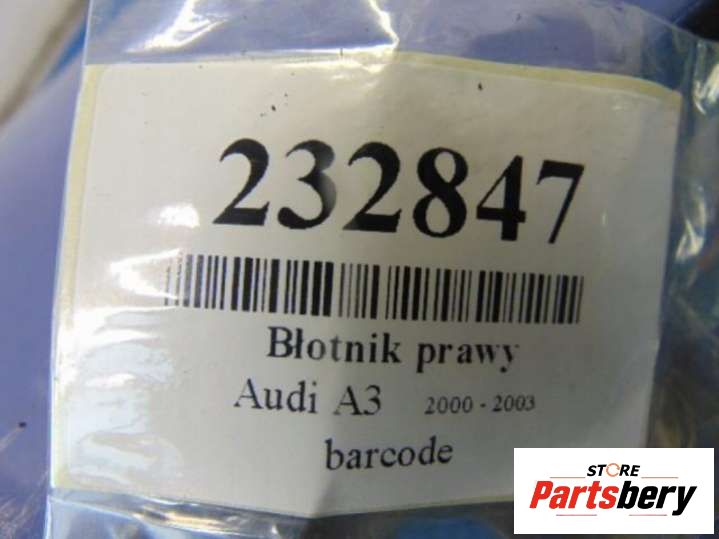 232847
Błotnik prawy
Audi A3 2000 - 2003
barcode
STORE
Partsbery